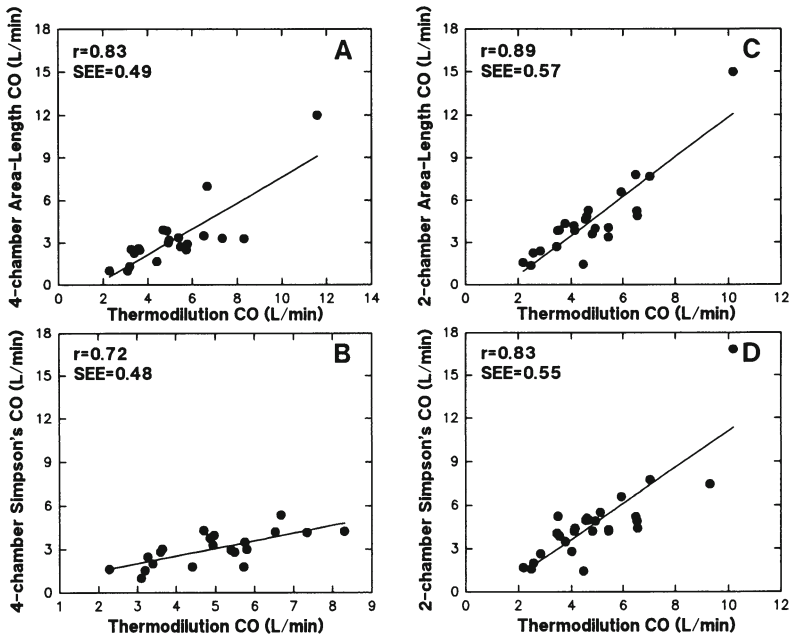 4-chamber Area-Length CO (L/min)
18
15
12
9
6
3
0
r=0.83
SEE=0.49
A
0 2 4 6 8 10 12 14
Thermodilution CO (L/min)
2-chamber Area-Length CO (L/min)
18
15
12
9
6
3
0
r=0.89
SEE=0.57
C
0 2 4 6 8 10 12
Thermodilution CO (L/min)
4-chamber Simpson's CO (L/min)
18
15
12
9
6
3
0
r=0.72
SEE=0.48
B
1 2 3 4 5 6 7 8 9
Thermodilution CO (L/min)
2-chamber Simpson's CO (L/min)
18
15
12
9
6
3
0
r=0.83
SEE=0.55
D
0 2 4 6 8 10 12
Thermodilution CO (L/min)